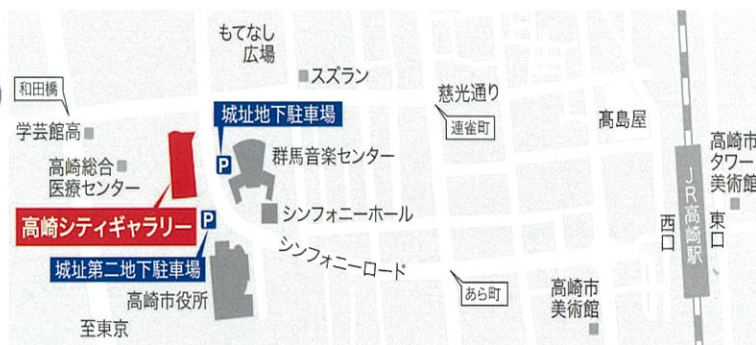 もてなし
広場
スズラン
和田橋
慈光通り
城址地下駐車場
連雀町
学芸館高
P
髙島屋
高崎市
タワー
美術館
高崎総合
医療センター
群馬音楽センター
JR高崎駅
高崎シティギャラリー
P
シンフォニーホール
西口
東口
シンフォニーロード
城址第二地下駐車場
高崎市役所
あら町
高崎市
美術館
至東京